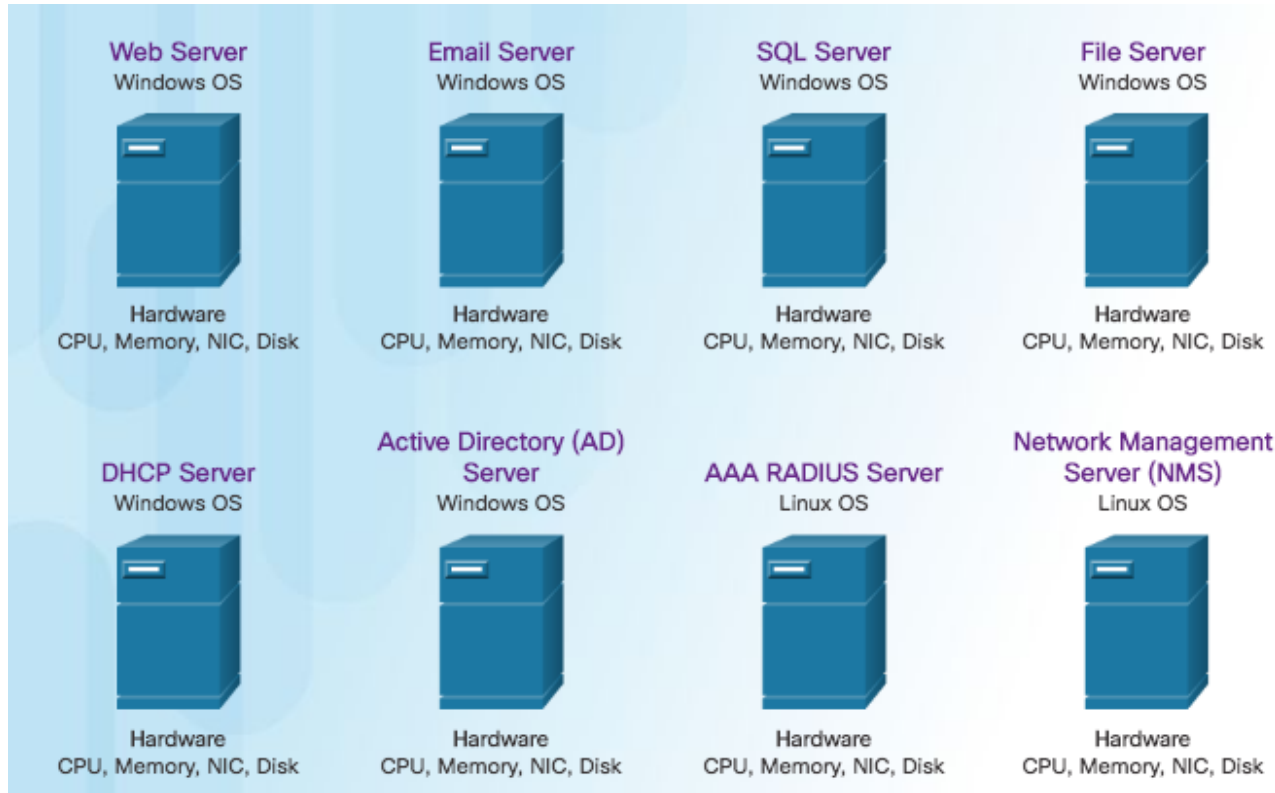 Web Server
Windows OS
Hardware
CPU, Memory, NIC, Disk
Email Server
Windows OS
Hardware
CPU, Memory, NIC, Disk
SQL Server
Windows OS
Hardware
CPU, Memory, NIC, Disk
File Server
Windows OS
Hardware
CPU, Memory, NIC, Disk
DHCP Server
Windows OS
Hardware
CPU, Memory, NIC, Disk
Active Directory (AD)
Server
Windows OS
Hardware
CPU, Memory, NIC, Disk
AAA RADIUS Server
Linux OS
Hardware
CPU, Memory, NIC, Disk
Network Management
Server (NMS)
Linux OS
Hardware
CPU, Memory, NIC, Disk